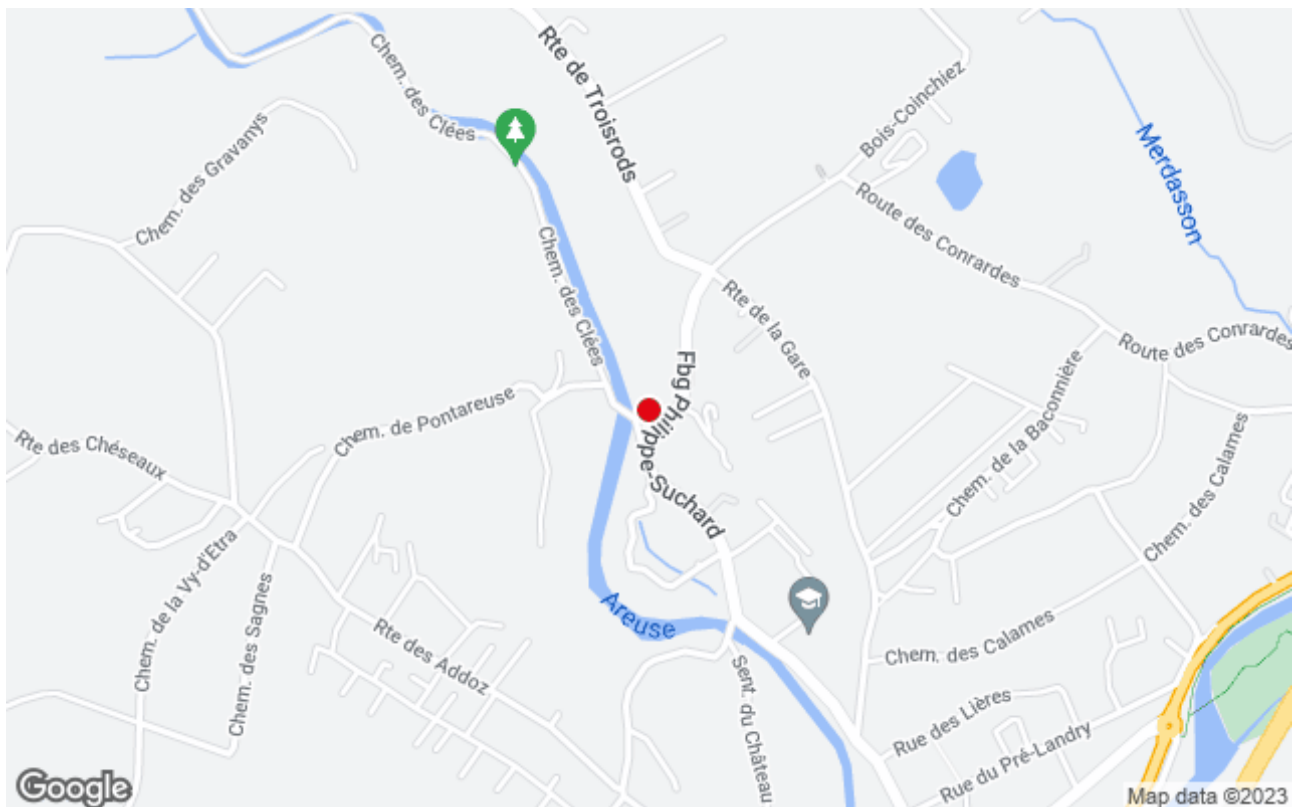 Chem. des Clées
Rte de Troisrods
Bois-Coinchiez
Merdasson
Chem. des Gravanys
Route des Conrardes
Chem. des Clées
Rte de la Gare
Route des Conrardes
Fbg Philippe-Suchard
Chem. de la Baconnière
Chem. de Pontareuse
Rte des Chéseaux
Chem. des Calames
Chem. de la Vy-d'Etra
Chem. des Sagnes
Areuse
Rte des Addoz
Chem. des Calames
Sent. du Château
Rue des Lières
Rue du Pré-Landry
Google
Map data ©2023